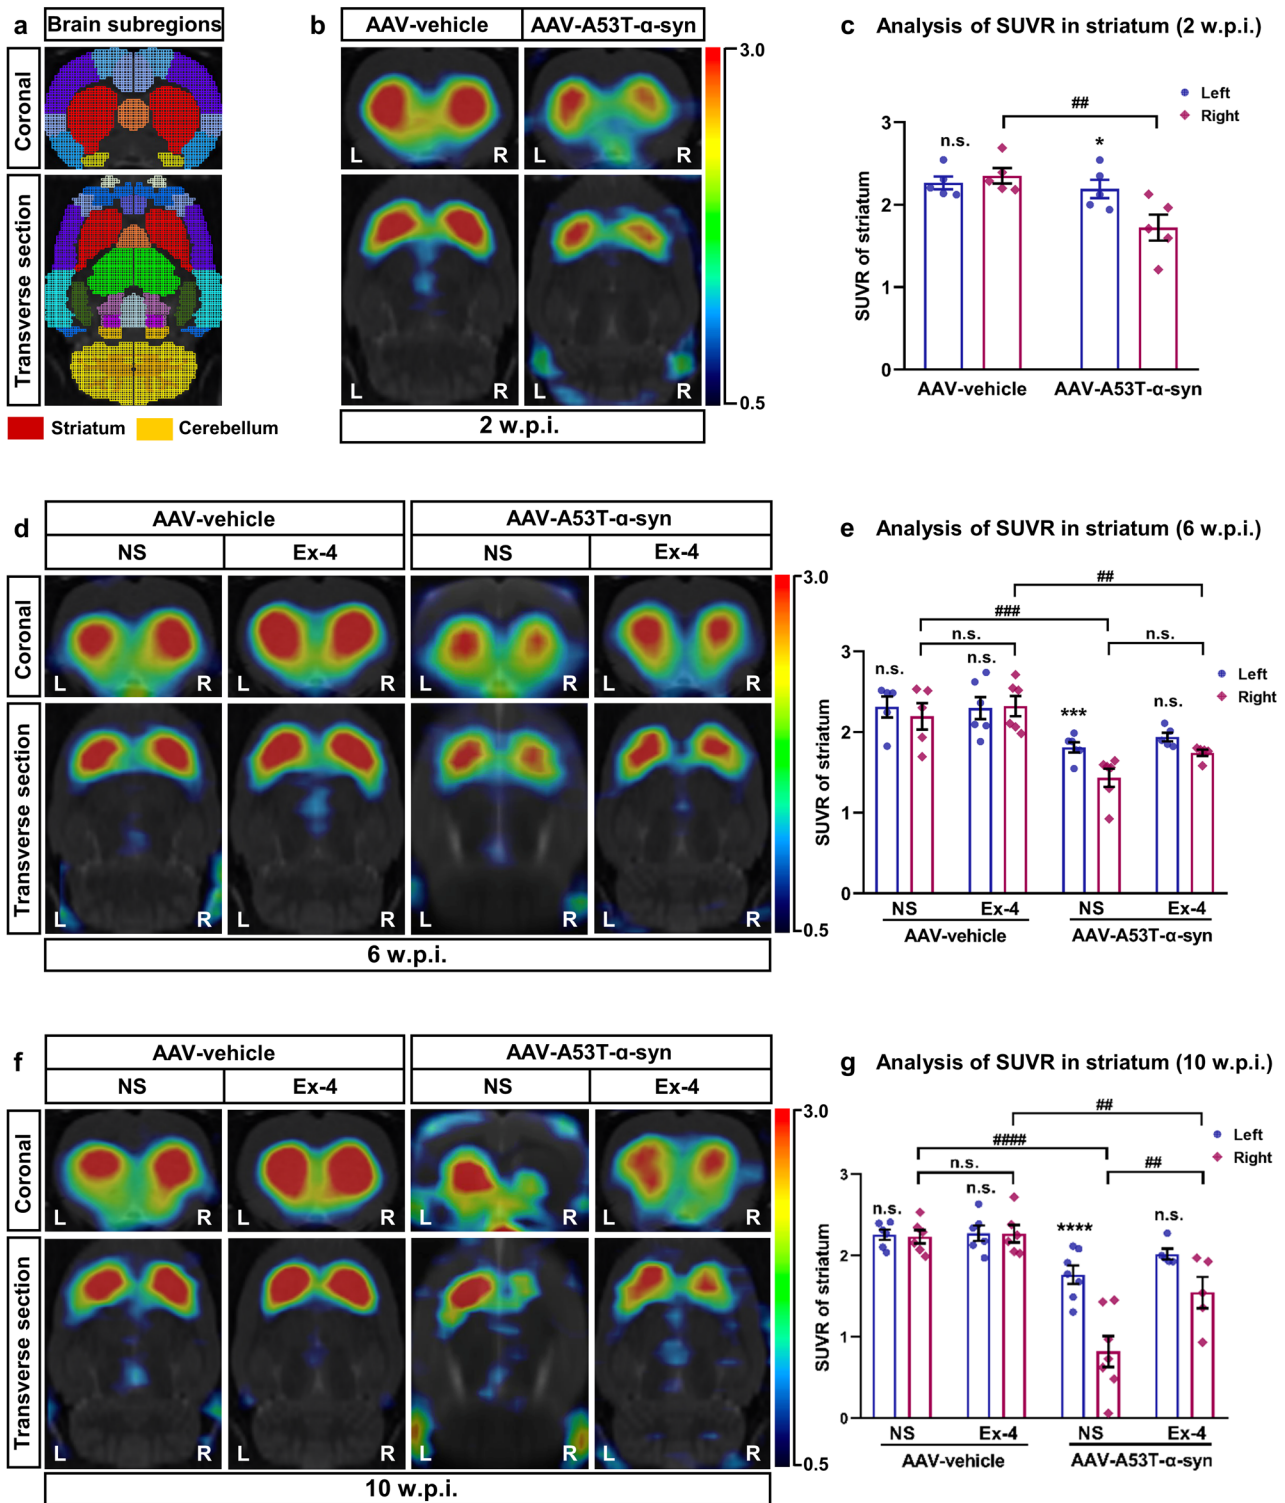 a
Brain subregions
Coronal
Transverse section
Striatum
Cerebellum
b
AAV-vehicle
AAV-A53T-α-syn
L
R
L
R
L
R
L
R
3.0
0.5
2 w.p.i.
c
Analysis of SUVR in striatum (2 w.p.i.)
Left
Right
##
n.s.
*
SUVR of striatum
3
2
1
0
AAV-vehicle
AAV-A53T-α-syn
d
AAV-vehicle
AAV-A53T-α-syn
NS
Ex-4
NS
Ex-4
Coronal
L
R
L
R
L
R
L
R
Transverse section
L
R
L
R
L
R
L
R
3.0
0.5
6 w.p.i.
e
Analysis of SUVR in striatum (6 w.p.i.)
##
###
n.s.
n.s.
Left
Right
n.s.
n.s.
***
n.s.
SUVR of striatum
3
2
1
0
NS
Ex-4
NS
Ex-4
AAV-vehicle
AAV-A53T-α-syn
f
AAV-vehicle
AAV-A53T-α-syn
NS
Ex-4
NS
Ex-4
Coronal
L
R
L
R
L
R
L
R
Transverse section
L
R
L
R
L
R
L
R
3.0
0.5
10 w.p.i.
g
Analysis of SUVR in striatum (10 w.p.i.)
##
####
n.s.
##
Left
Right
n.s.
n.s.
****
n.s.
SUVR of striatum
3
2
1
0
NS
Ex-4
NS
Ex-4
AAV-vehicle
AAV-A53T-α-syn